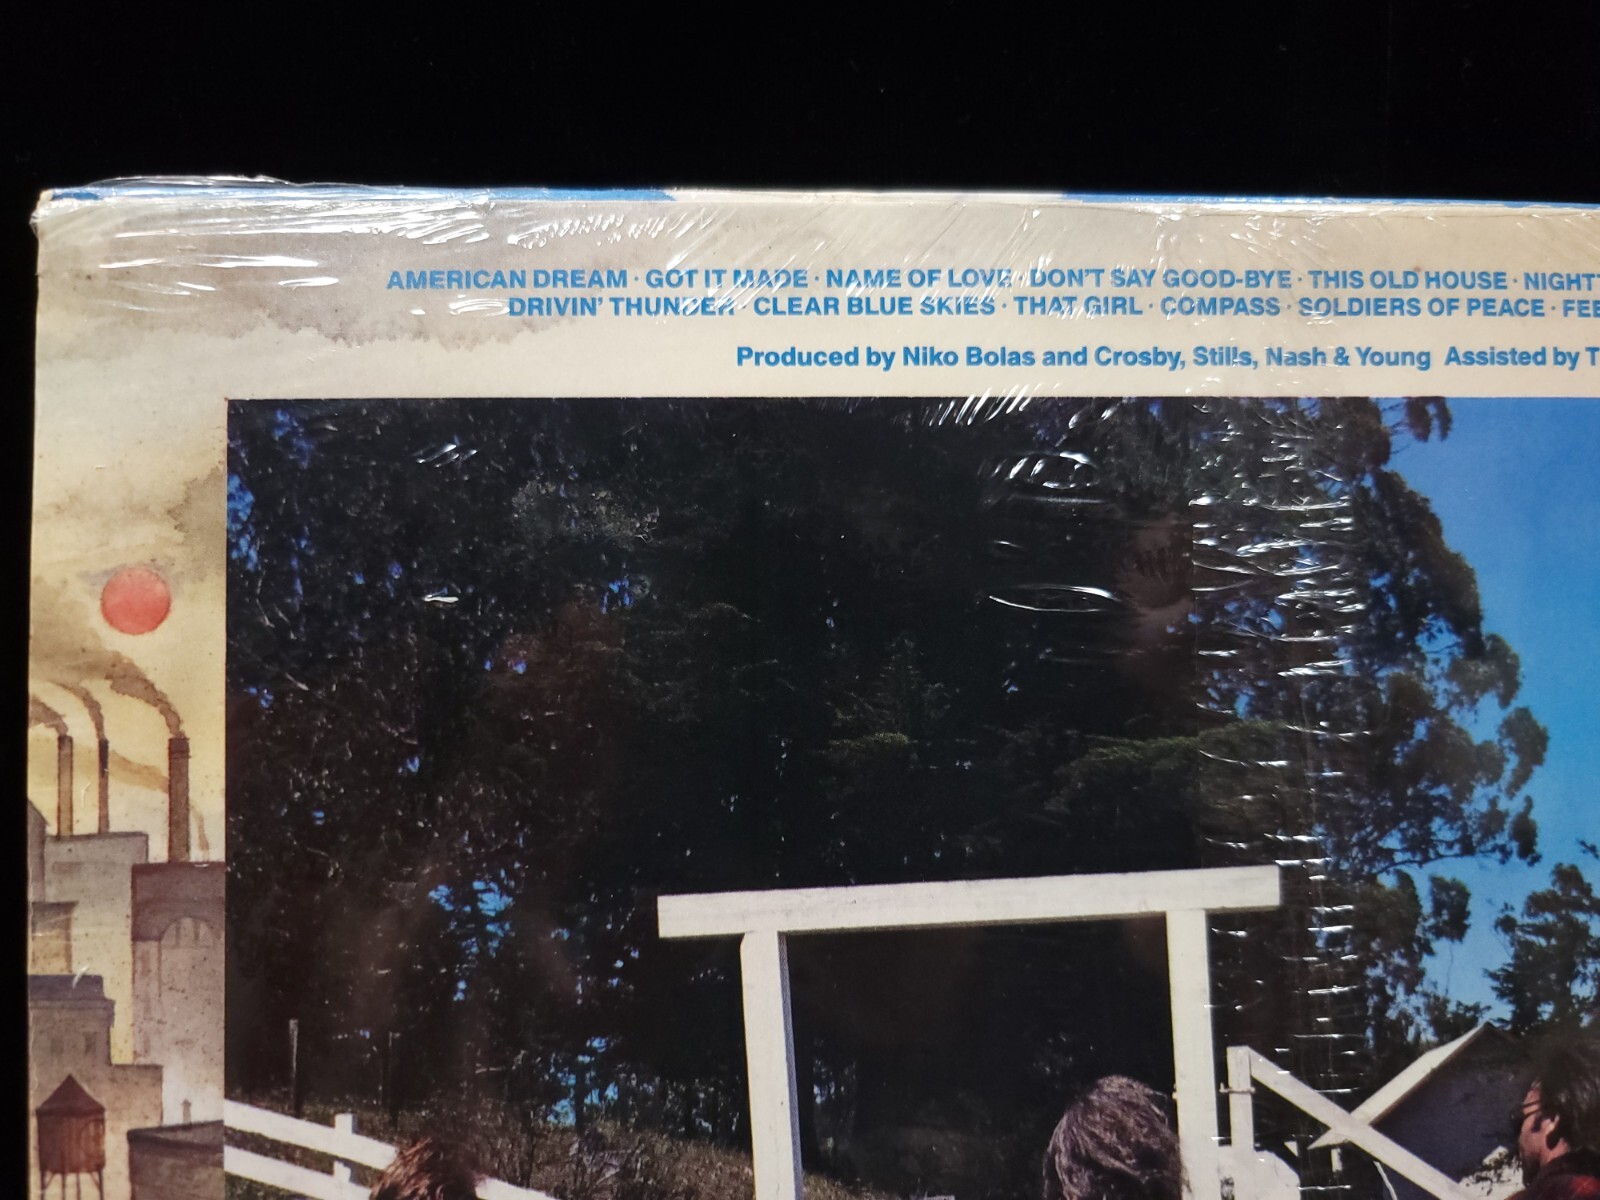 AMERICAN DREAM · GOT IT MADE · NAME OF LOVE · DON'T SAY GOOD-BYE · THIS OLD HOUSE · NIGHT
DRIVIN' THUNDER · CLEAR BLUE SKIES · THAT GIRL · COMPASS · SOLDIERS OF PEACE ·
Produced by Niko Bolas and Crosby, Stills, Nash & Young Assisted by T